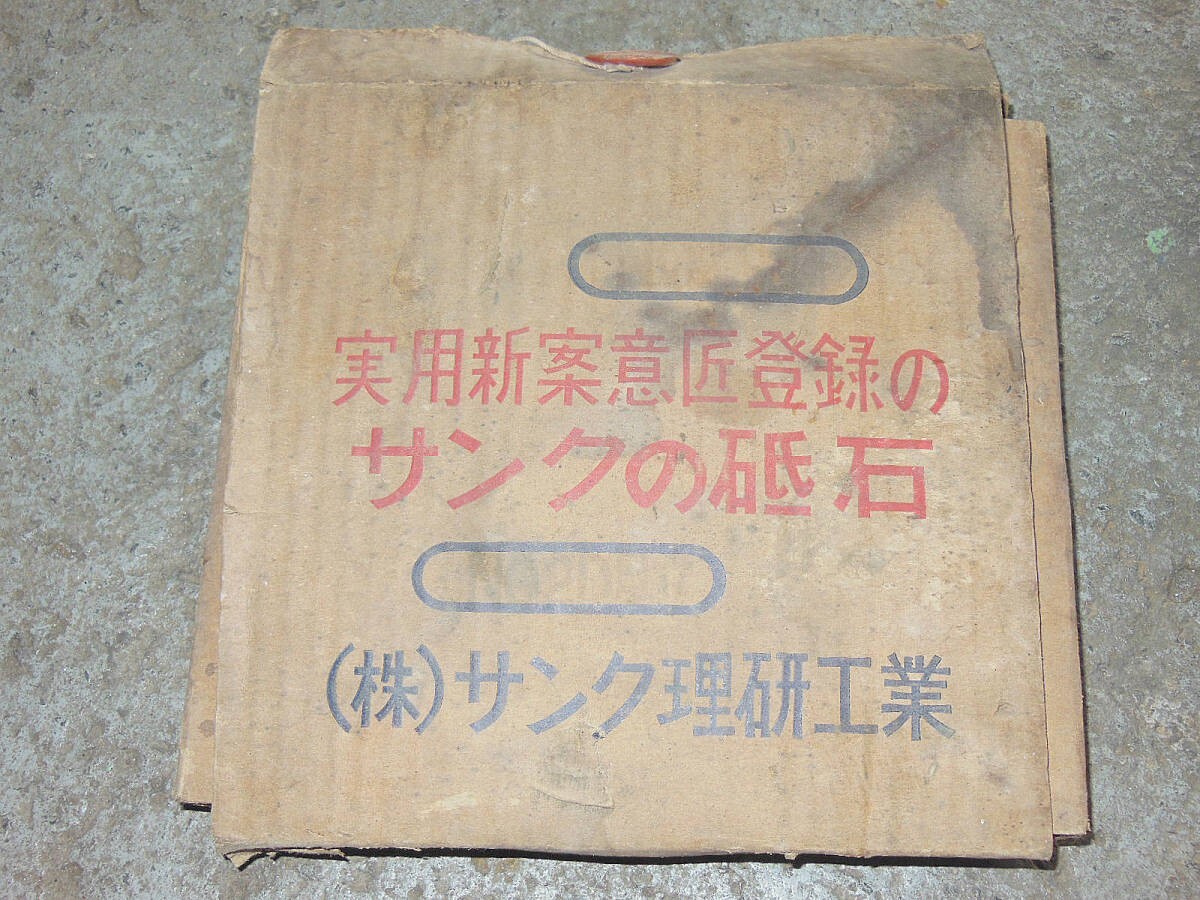 実用新案意匠登録の
サンクの砥石
(株)サンク理研工業